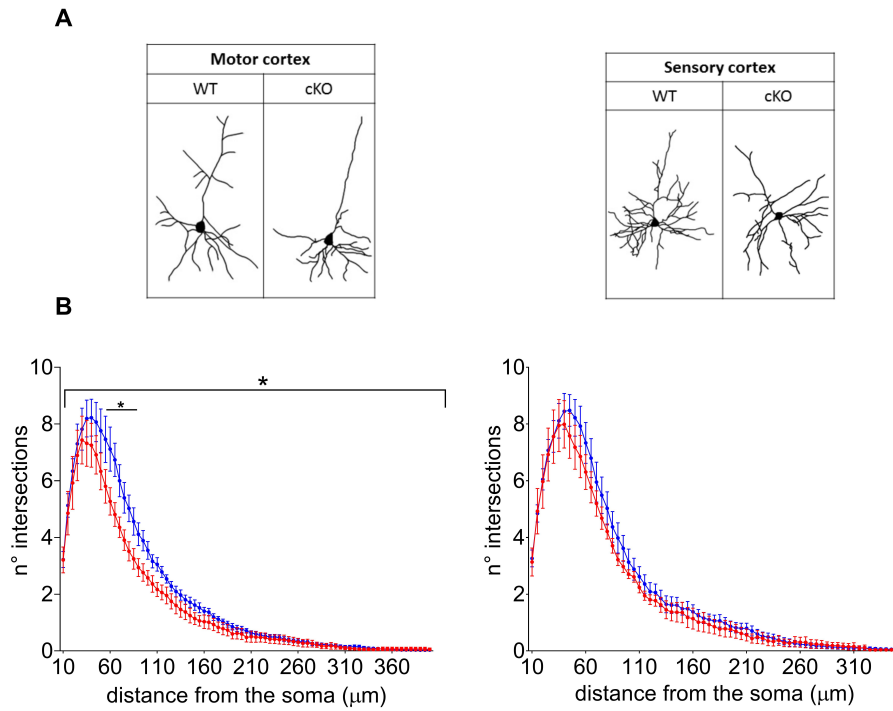 A
Motor cortex
WT cKO
Sensory cortex
WT cKO
B
10
8
6
4
2
0
n° intersections
*
*
10 60 110 160 210 260 310 360
distance from the soma (μm)
10
8
6
4
2
0
n° intersections
10 60 110 160 210 260 310
distance from the soma (μm)